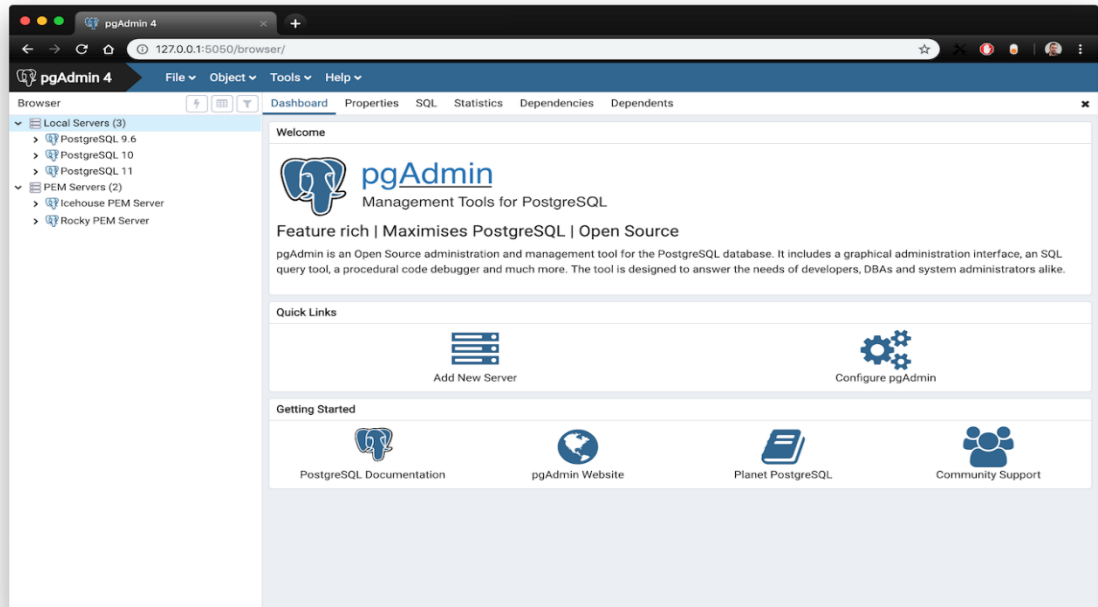 pgAdmin 4
127.0.0.1:5050/browser/
pgAdmin 4 File Object Tools Help
Browser
Dashboard Properties SQL Statistics Dependencies Dependents
Local Servers (3)
PostgreSQL 9.6
PostgreSQL 10
PostgreSQL 11
PEM Servers (2)
Icehouse PEM Server
Rocky PEM Server
Welcome
pgAdmin
Management Tools for PostgreSQL
Feature rich | Maximises PostgreSQL | Open Source
pgAdmin is an Open Source administration and management tool for the PostgreSQL database. It includes a graphical administration interface, an SQL
query tool, a procedural code debugger and much more. The tool is designed to answer the needs of developers, DBAs and system administrators alike.
Quick Links
Add New Server
Configure pgAdmin
Getting Started
PostgreSQL Documentation
pgAdmin Website
Planet PostgreSQL
Community Support